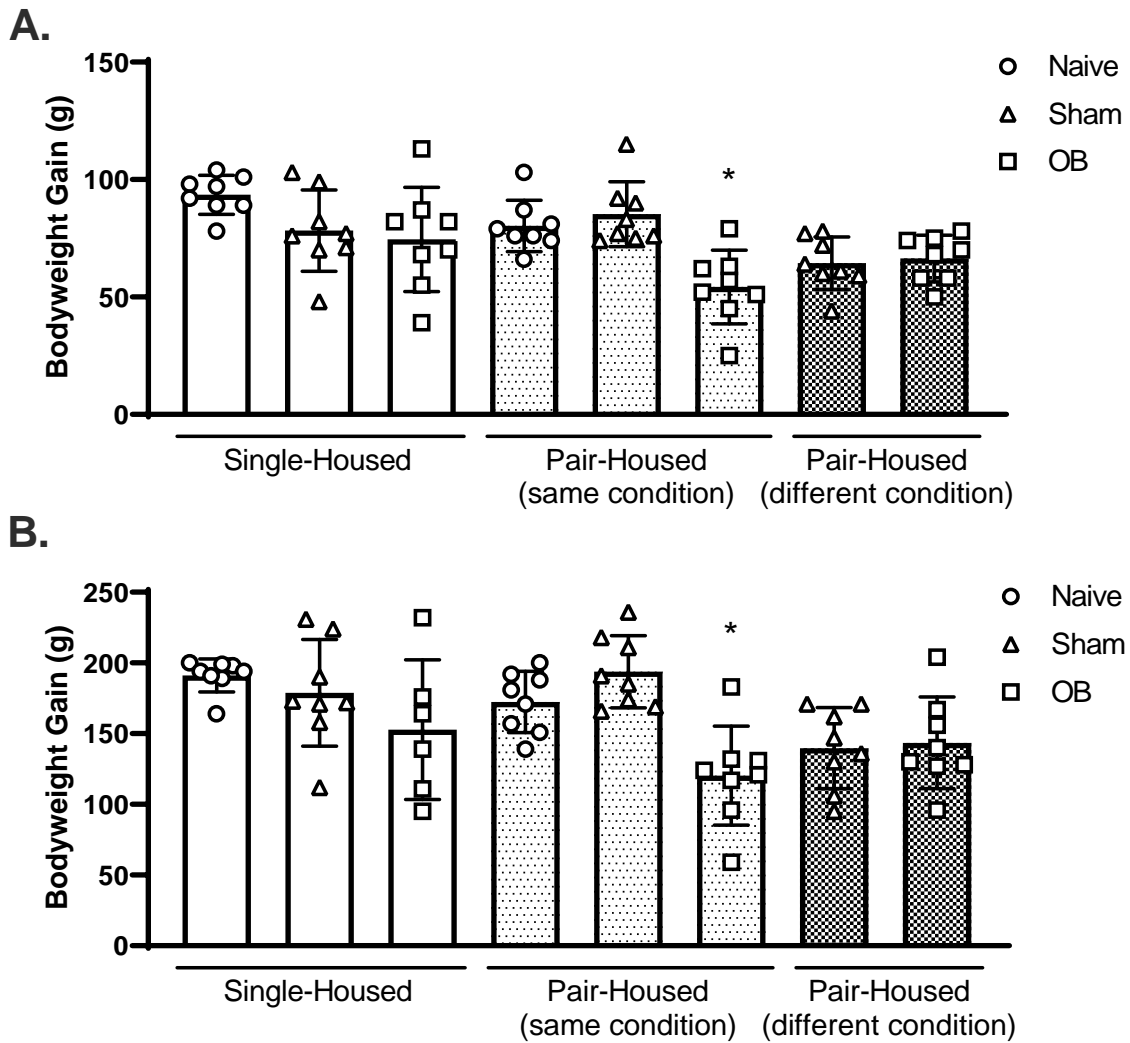 A.
Bodyweight Gain (g)
150
100
50
0
Naive
Sham
OB
*
Single-Housed
Pair-Housed
(same condition)
Pair-Housed
(different condition)
B.
Bodyweight Gain (g)
250
200
150
100
50
0
Naive
Sham
OB
*
Single-Housed
Pair-Housed
(same condition)
Pair-Housed
(different condition)